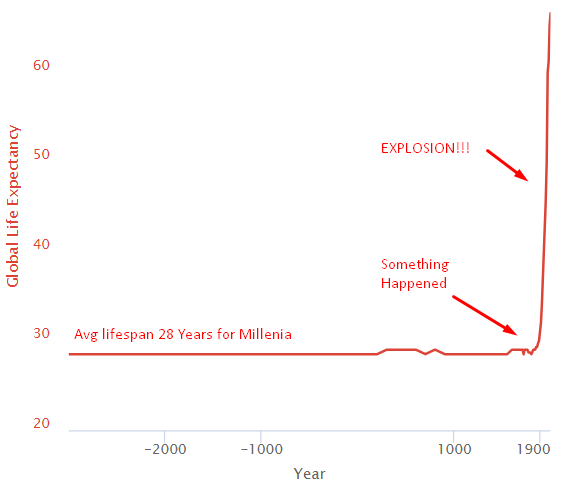 Global Life Expectancy
60
50
40
30
20
EXPLOSION!!!
Something
Happened
Avg lifespan 28 Years for Millenia
-2000
-1000
1000
1900
Year